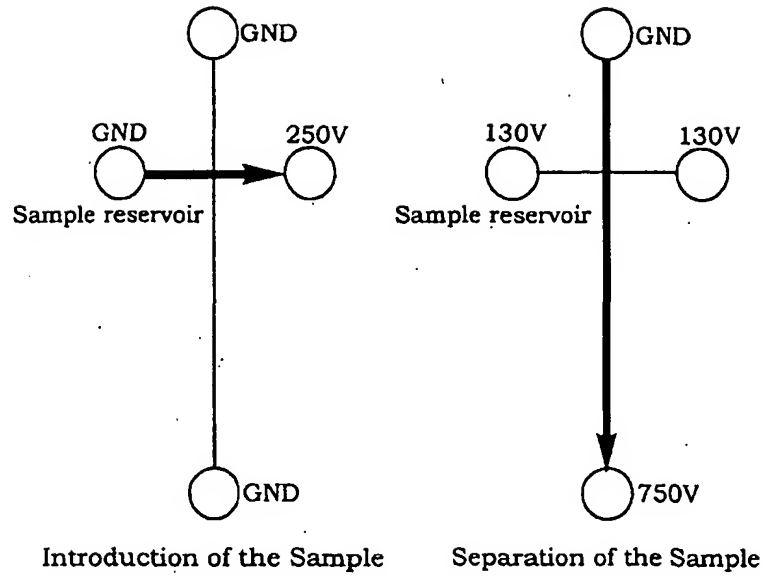 GND
GND
250V
Sample reservoir
GND
Introduction of the Sample
GND
130V
130V
Sample reservoir
750V
Separation of the Sample